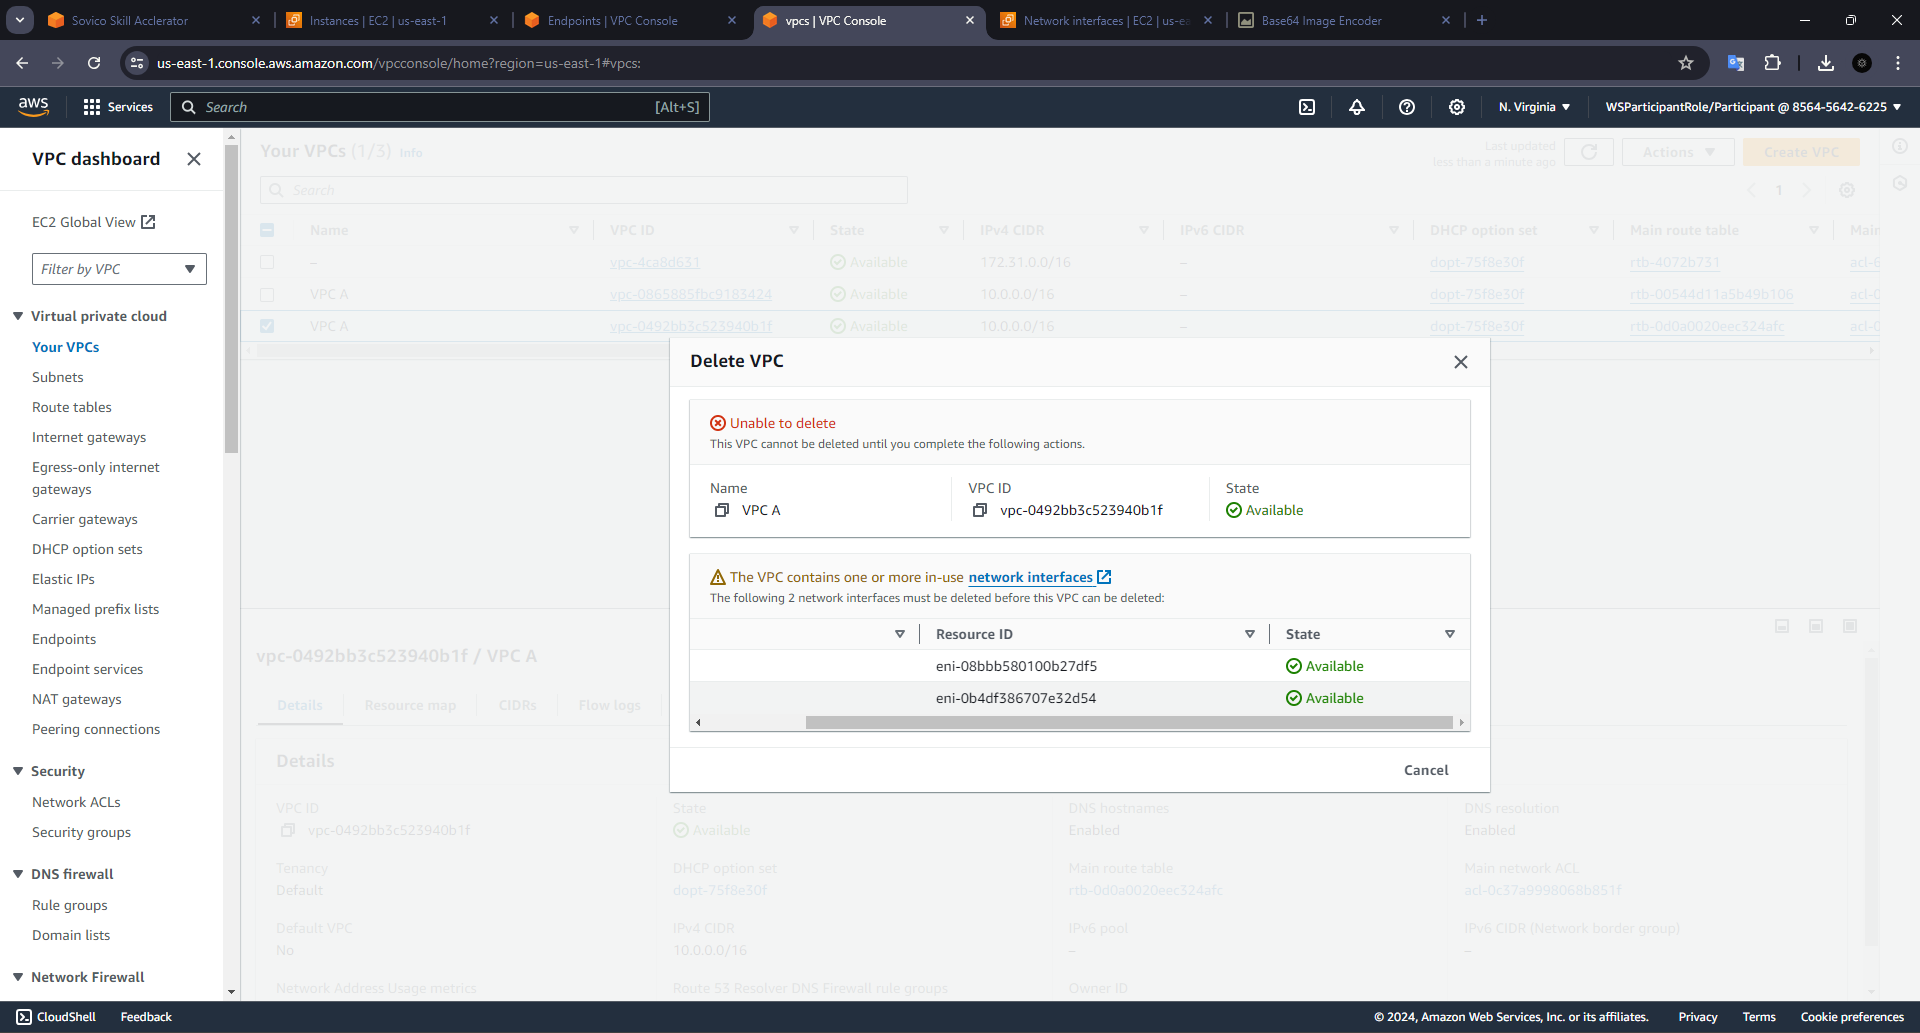 Sovico Skill Acclerator
Instances | EC2 | us-east-1
Endpoints | VPC Console
vpcs | VPC Console
Network interfaces | EC2 | us-ea
Base64 Image Encoder
us-east-1.console.aws.amazon.com/vpcconsole/home?region=us-east-1#vpcs:
aws
Services
Search
[Alt+S]
N. Virginia
WSParticipantRole/Participant @ 8564-5642-6225
VPC dashboard
EC2 Global View
Filter by VPC
Virtual private cloud
Your VPCs
Subnets
Route tables
Internet gateways
Egress-only internet
gateways
Carrier gateways
DHCP option sets
Elastic IPs
Managed prefix lists
Endpoints
Endpoint services
NAT gateways
Peering connections
Security
Network ACLs
Security groups
DNS firewall
Rule groups
Domain lists
Network Firewall
Your VPCs (1/3) Info
Last updated
less than a minute ago
Actions
Create VPC
Search
1
Name VPC ID State IPv4 CIDR IPv6 CIDR DHCP option set Main route table Main
– vpc-4ca8d631 Available 172.31.0.0/16 – dopt-75f8e30f rtb-4072b731 acl-6
VPC A vpc-0865885fbc9183424 Available 10.0.0.0/16 – dopt-75f8e30f rtb-00544d11a5b49b106 acl-0
VPC A vpc-0492bb3c523940b1f Available 10.0.0.0/16 – dopt-75f8e30f rtb-0d0a0020eec324afc acl-0
Delete VPC
Unable to delete
This VPC cannot be deleted until you complete the following actions.
Name VPC ID State
VPC A vpc-0492bb3c523940b1f Available
The VPC contains one or more in-use network interfaces
The following 2 network interfaces must be deleted before this VPC can be deleted:
Resource ID State
eni-08bbb580100b27df5 Available
eni-0b4df386707e32d54 Available
Cancel
vpc-0492bb3c523940b1f / VPC A
Details Resource map CIDRs Flow logs
Details
VPC ID State DNS hostnames DNS resolution
vpc-0492bb3c523940b1f Available Enabled Enabled
Tenancy DHCP option set Main route table Main network ACL
Default dopt-75f8e30f rtb-0d0a0020eec324afc acl-0c37a9998068b851f
Default VPC IPv4 CIDR IPv6 pool IPv6 CIDR (Network border group)
No 10.0.0.0/16 – –
Network Address Usage metrics Route 53 Resolver DNS Firewall rule groups Owner ID
CloudShell Feedback © 2024, Amazon Web Services, Inc. or its affiliates. Privacy Terms Cookie preferences